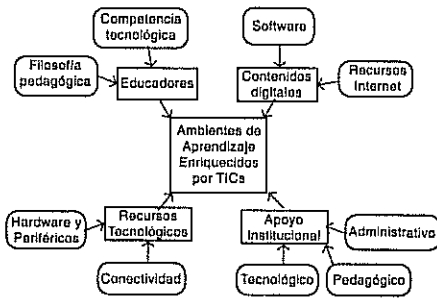 Competencia
tecnológica
Software
Filosofía
pedagógica
Educadores
Contenidos
digitales
Recursos
Internet
Ambientes de
Aprendizaje
Enriquecidos
por TICs
Hardware y
Periféricos
Recursos
Tecnológicos
Apoyo
Institucional
Administrativo
Conectividad
Tecnológico
Pedagógico